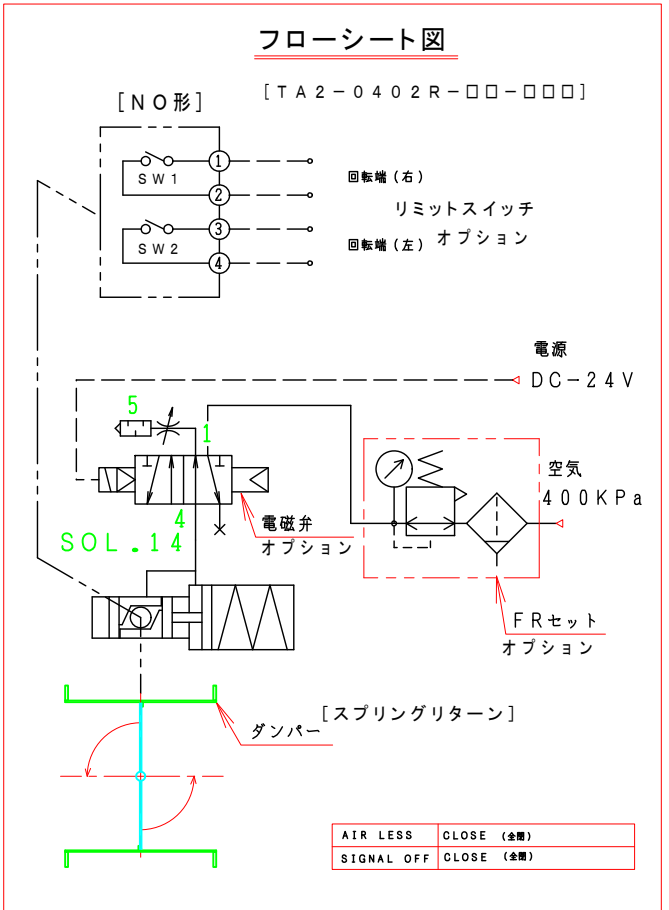 フローシート図
[TA2-0402R-□□-□□□]
[NO形]
SW1
1
2
回転端(右)
リミットスイッチ
オプション
SW2
3
4
回転端(左)
電源
DC-24V
5
1
4
SOL.14
電磁弁
オプション
空気
400KPa
FRセット
オプション
[スプリングリターン]
ダンパー
AIR LESS CLOSE (全閉)
SIGNAL OFF CLOSE (全閉)